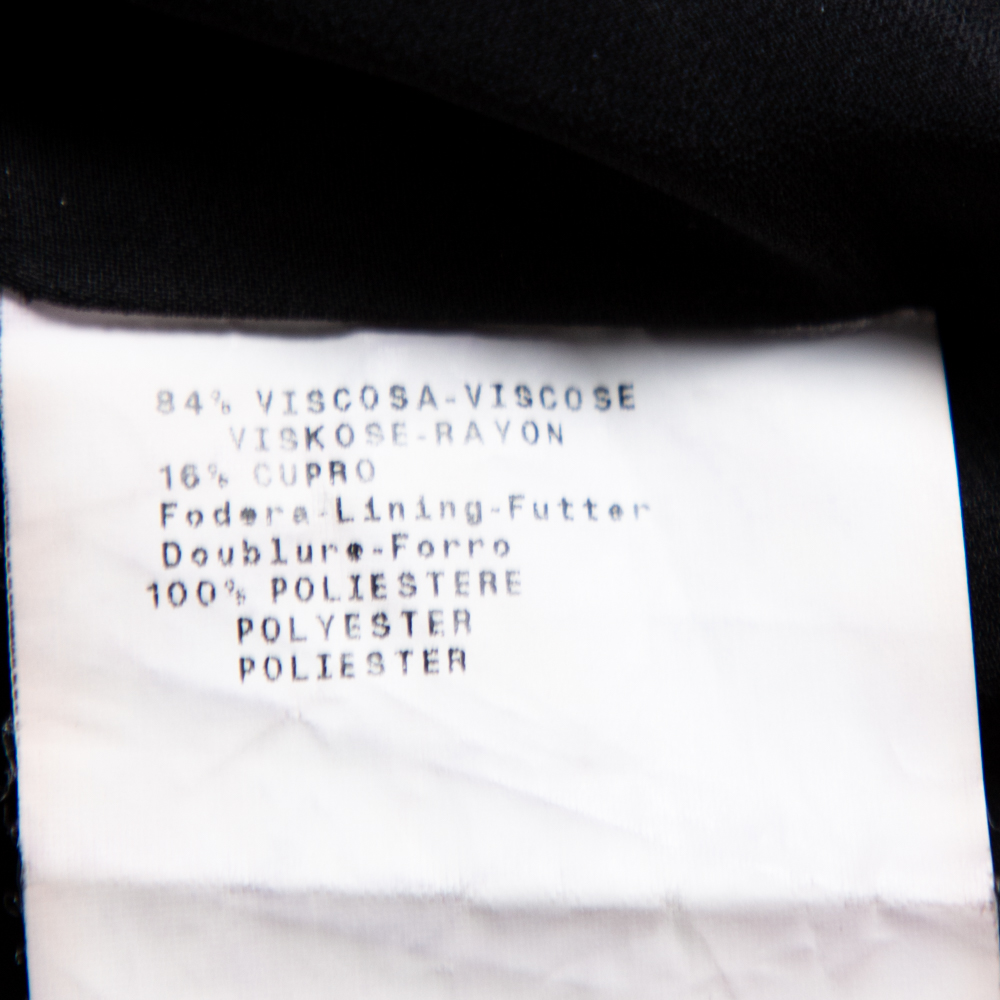 84% VISCOSA-VISCOSE
VISKOSE-RAYON
16% CUPRO
Fodera-Lining-Futter
Doublure-Forro
100% POLIESTERE
POLYESTER
POLIESTER